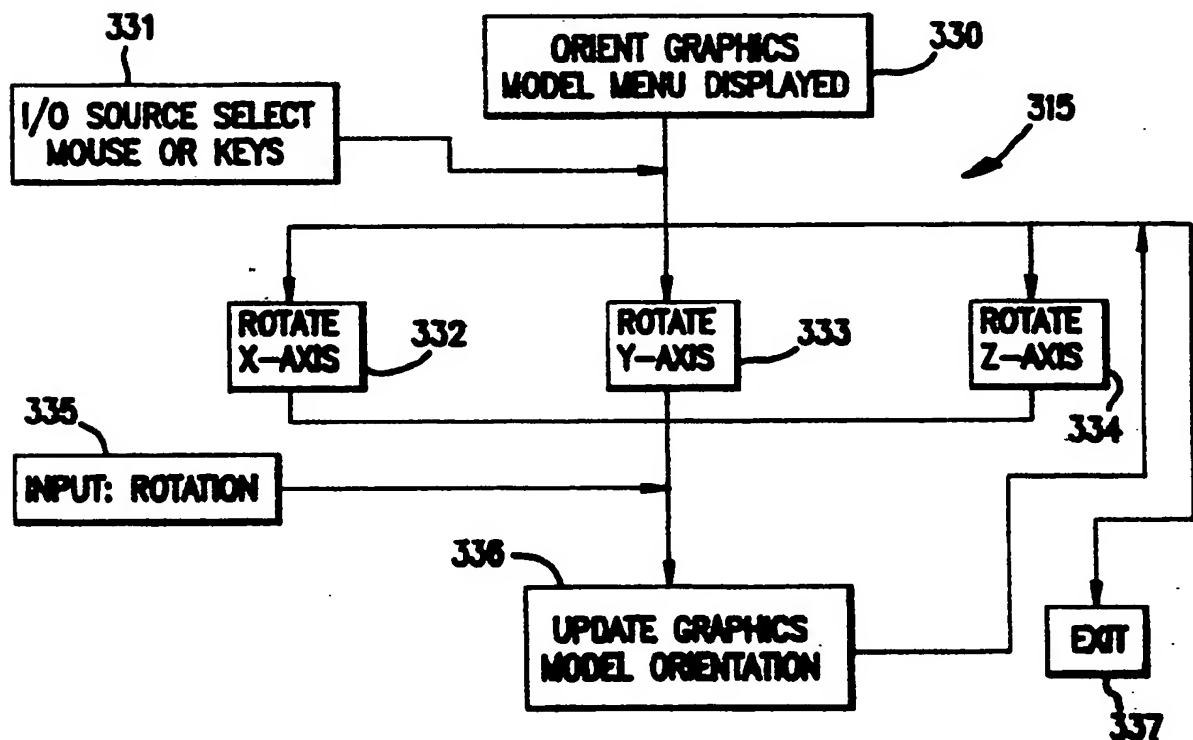 331
ORIENT GRAPHICS
MODEL MENU DISPLAYED
330
I/O SOURCE SELECT
MOUSE OR KEYS
315
ROTATE
X-AXIS
332
ROTATE
Y-AXIS
333
ROTATE
Z-AXIS
334
335
INPUT: ROTATION
336
UPDATE GRAPHICS
MODEL ORIENTATION
EXIT
337